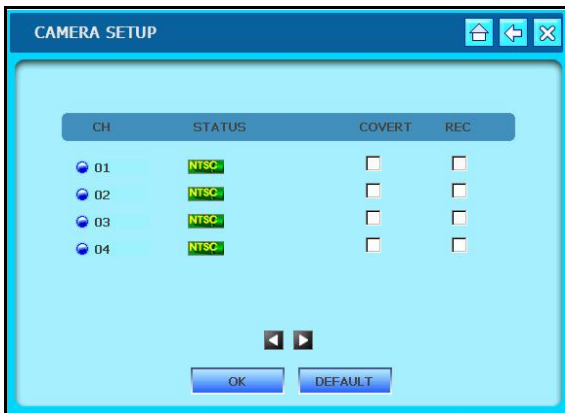 CAMERA SETUP
CH STATUS COVERT REC
01 NTSC
02 NTSC
03 NTSC
04 NTSC
OK DEFAULT